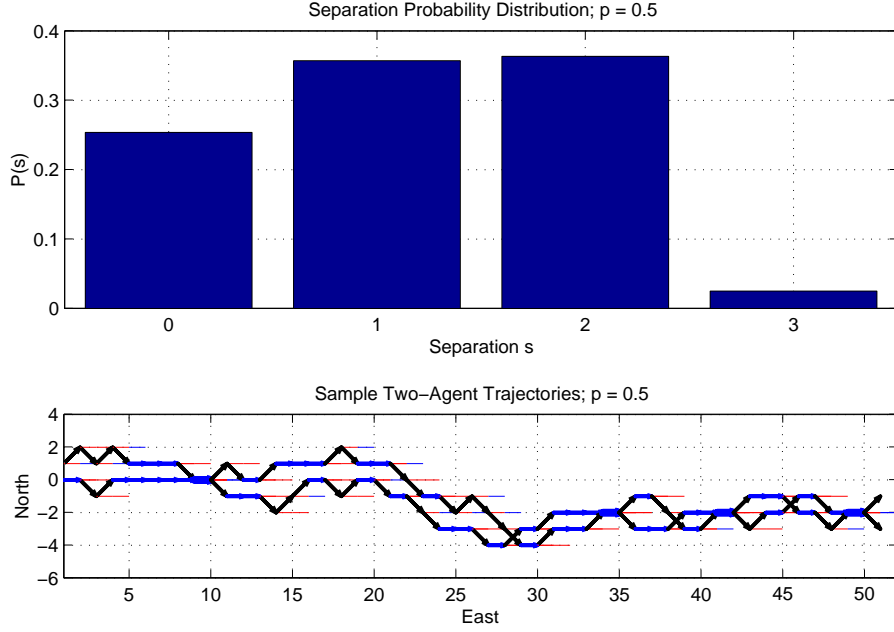 Separation Probability Distribution; p = 0.5
0.4
0.3
0.2
0.1
0
P(s)
0 1 2 3
Separation s
Sample Two−Agent Trajectories; p = 0.5
4
2
0
−2
−4
−6
North
5 10 15 20 25 30 35 40 45 50
East